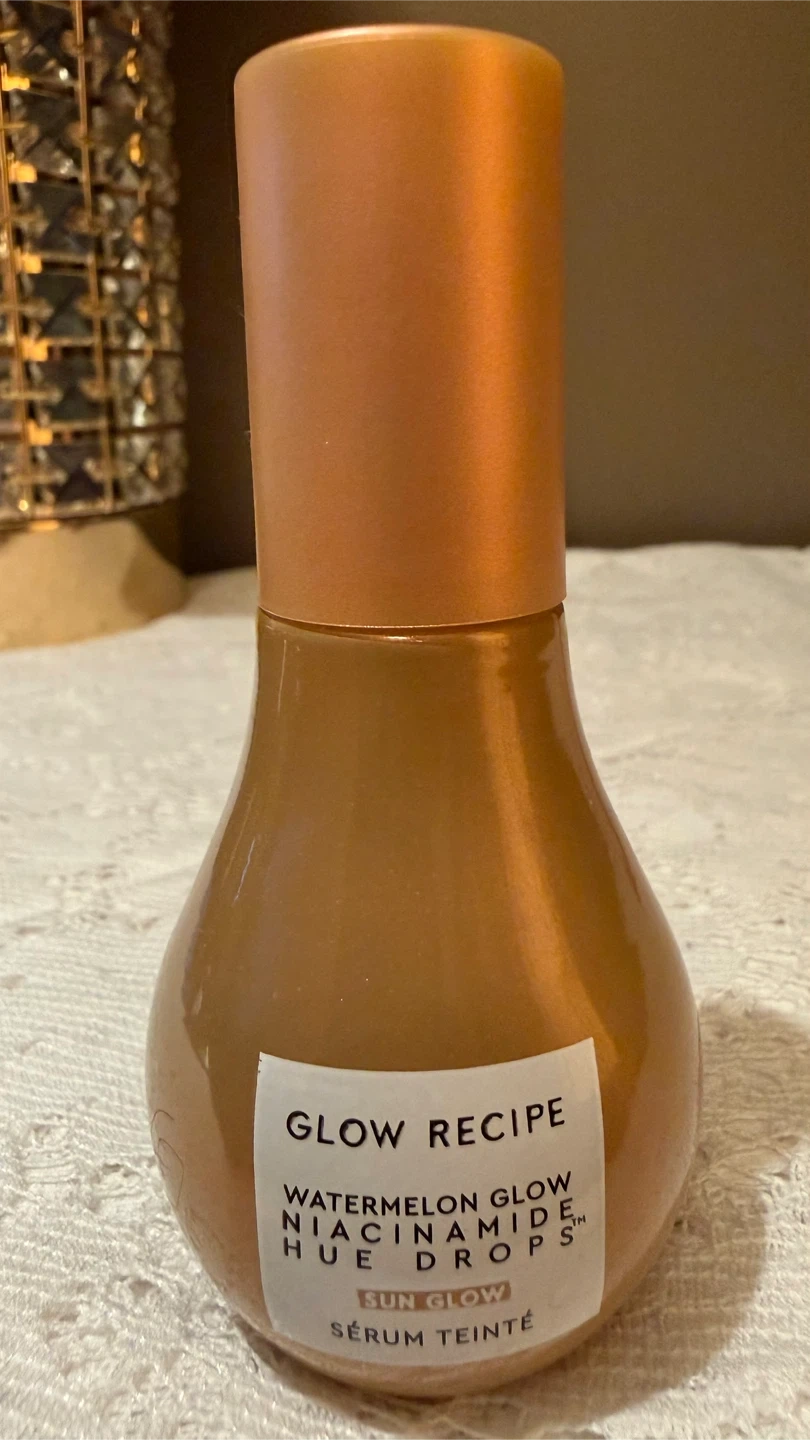 GLOW RECIPE
WATERMELON GLOW
NIACINAMIDE
HUE DROPS™
SUN GLOW
SÉRUM TEINTÉ